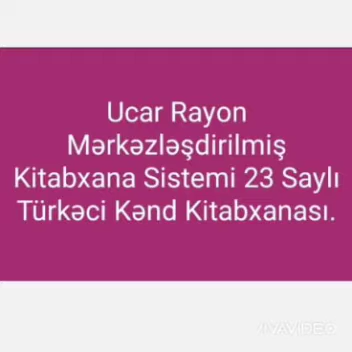 Ucar Rayon
Mərkəzləşdirilmiş
Kitabxana Sistemi 23 Saylı
Türkəci Kənd Kitabxanası.